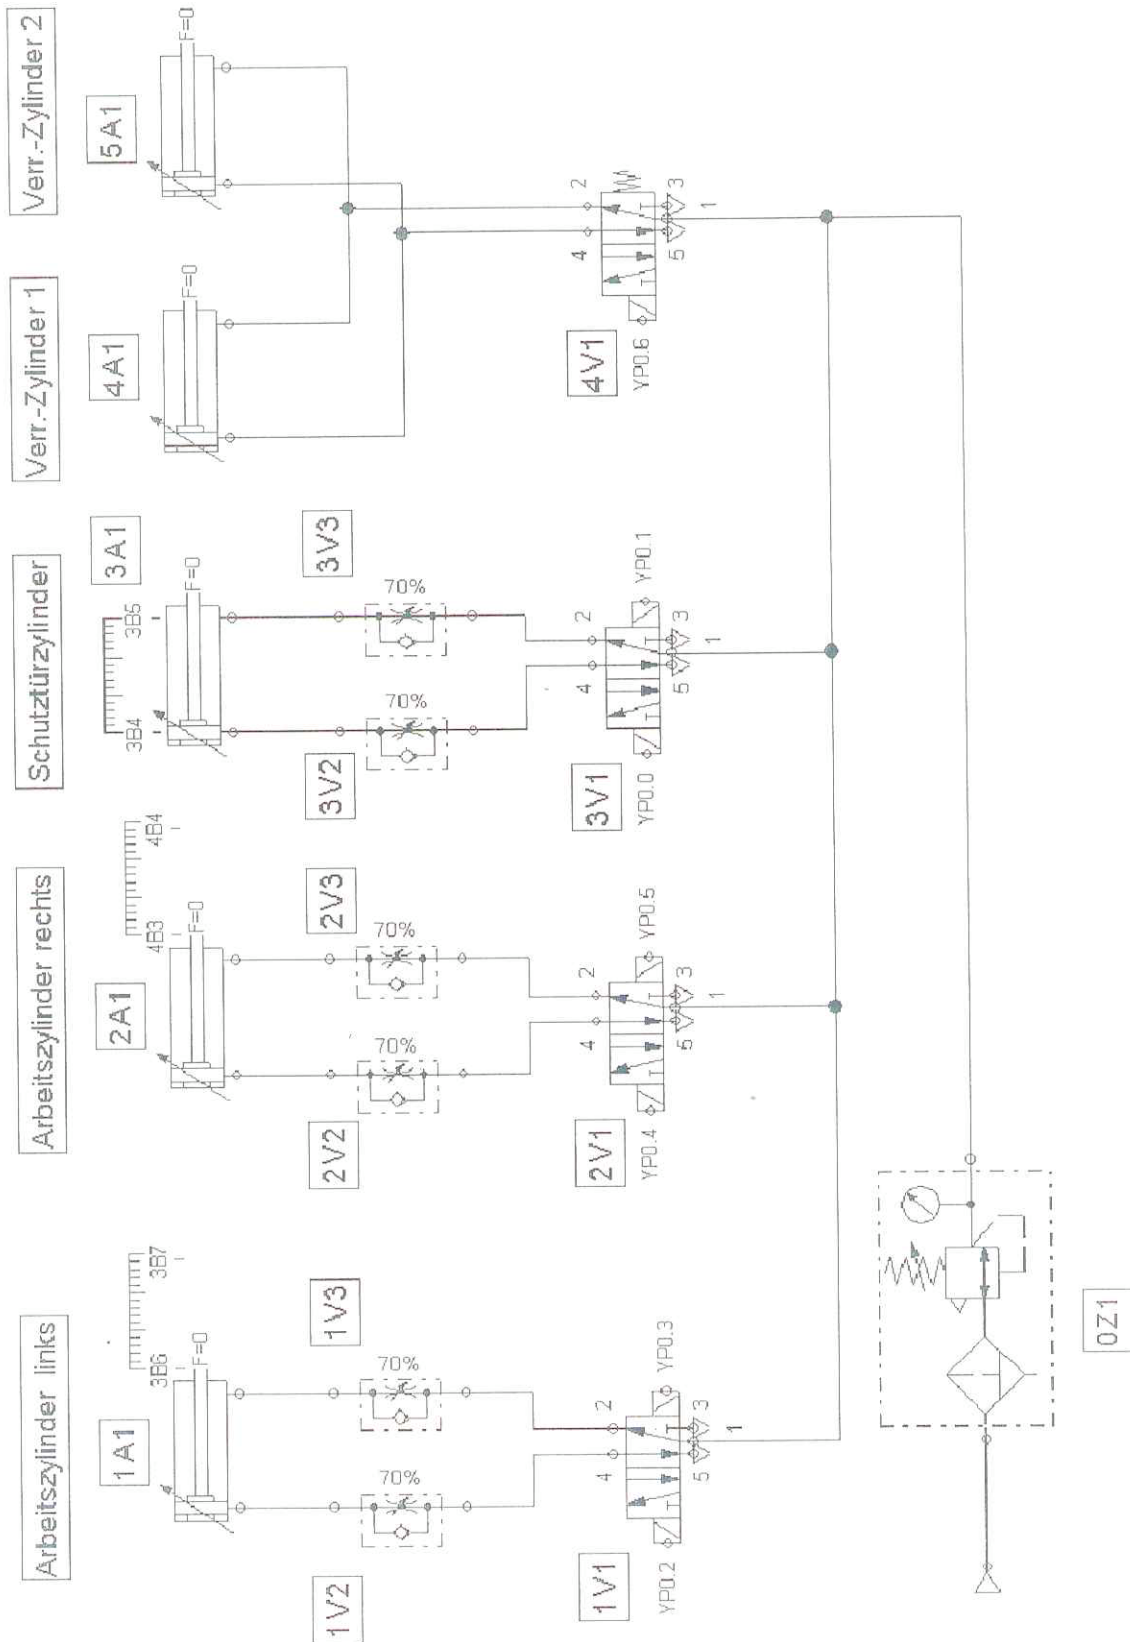 Arbeitszylinder links
Arbeitszylinder rechts
Schutztürzylinder
Verr.-Zylinder 1
Verr.-Zylinder 2
1A1
3B6
3B7
F=0
2A1
4B3
4B4
F=0
3B4
3B5
3A1
F=0
4A1
F=0
5A1
F=0
1V2
70%
1V3
70%
2V2
70%
2V3
70%
3V2
70%
3V3
70%
1V1
YP0.2
4
2
YP0.3
5
3
1
2V1
YP0.4
4
2
YP0.5
5
3
1
3V1
YP0.0
4
2
YP0.1
5
3
1
4V1
YP0.6
4
2
5
3
1
0Z1